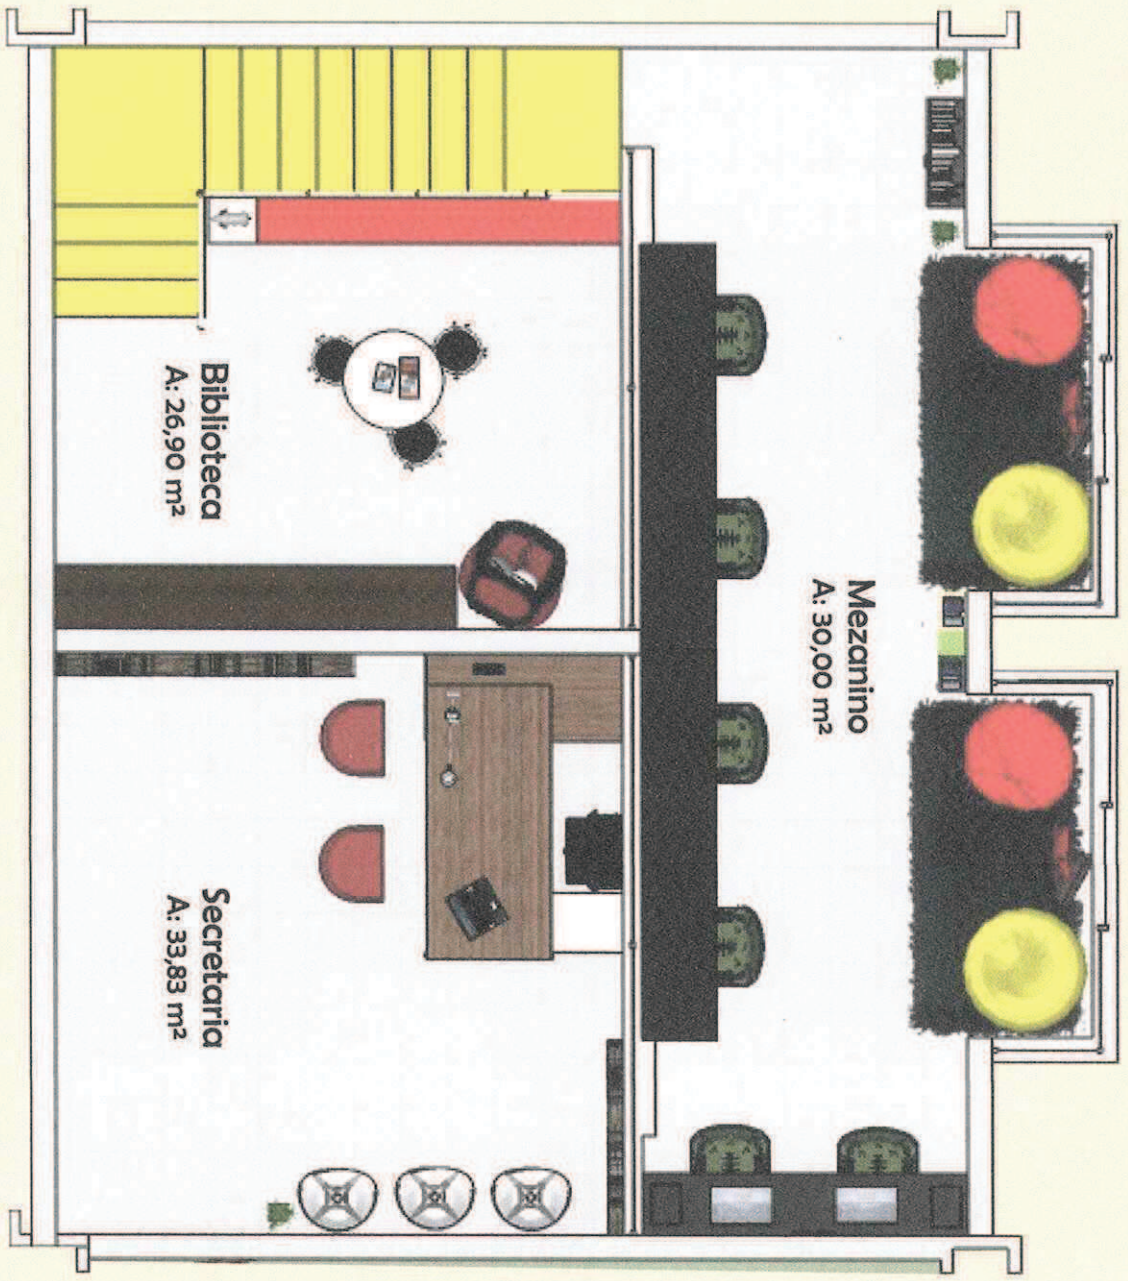 Biblioteca
A: 26,90 m²
Mezanino
A: 30,00 m²
Secretaria
A: 33,83 m²